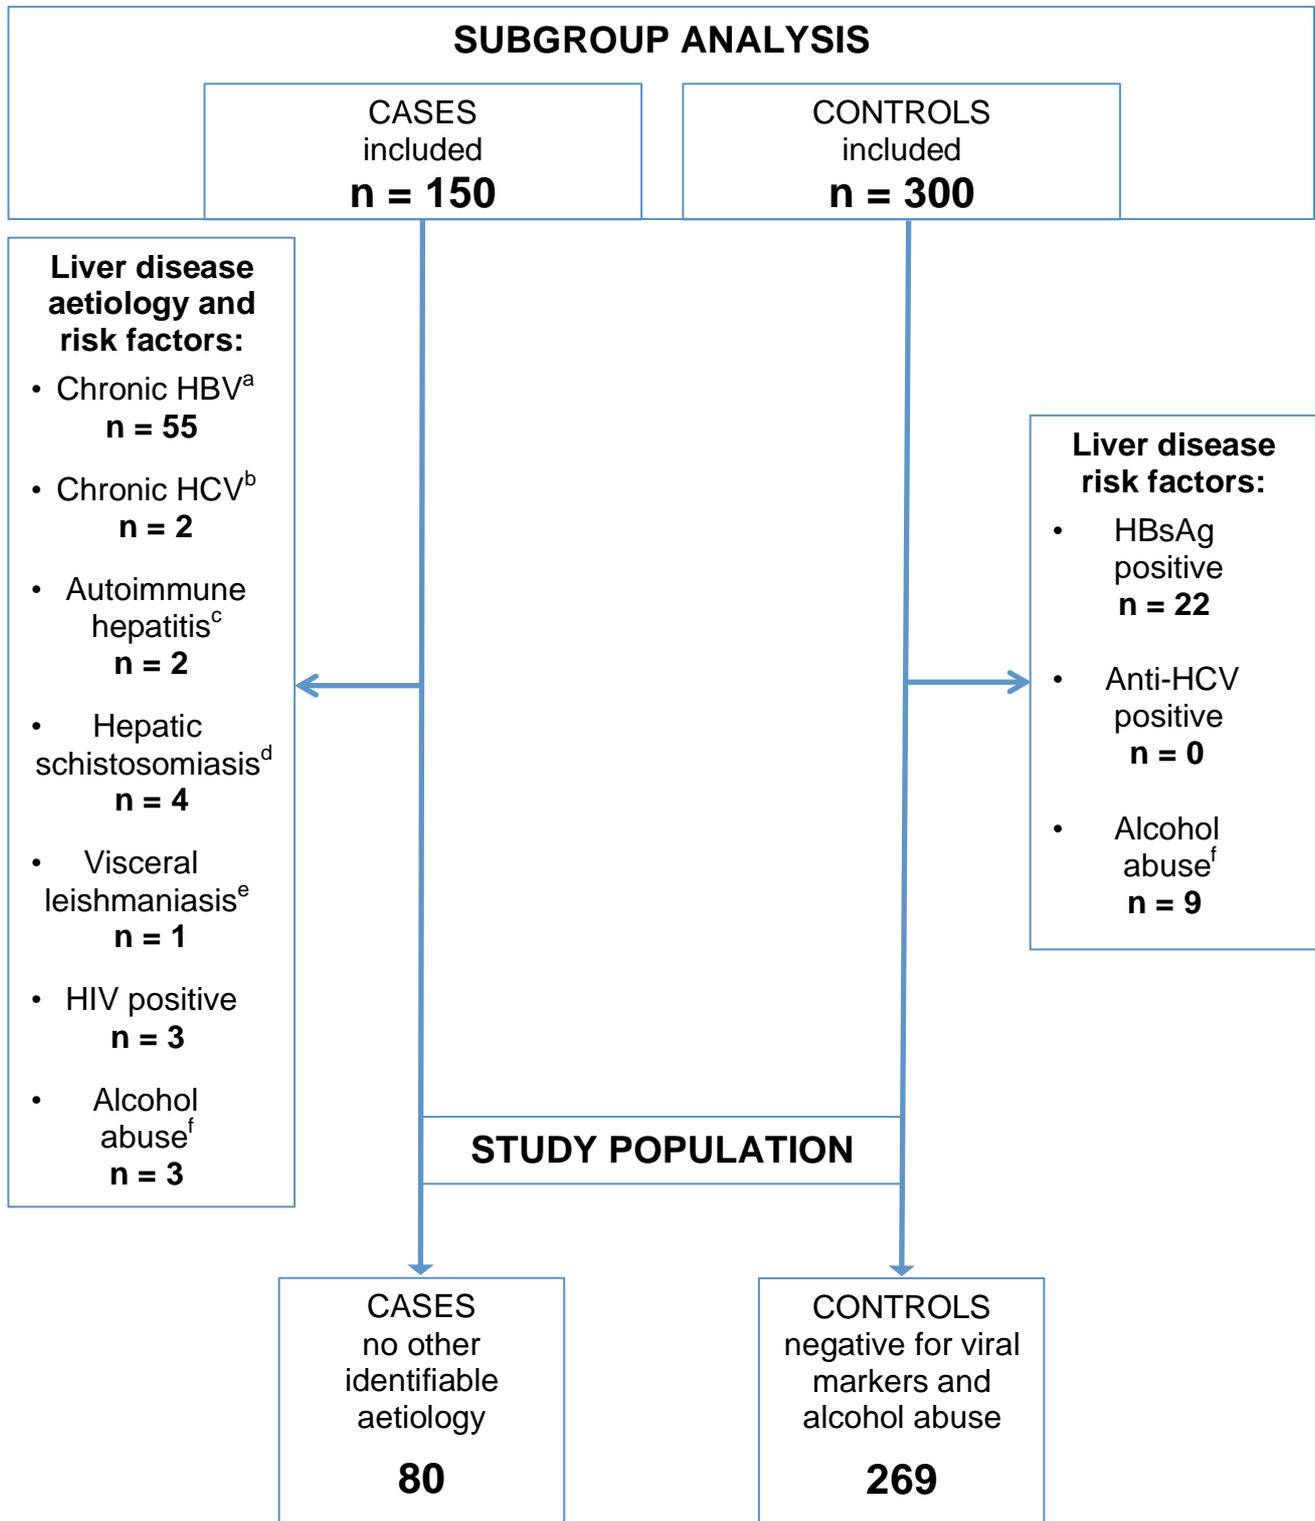 SUBGROUP ANALYSIS
CASES
included
n = 150
CONTROLS
included
n = 300
Liver disease
aetiology and
risk factors:
• Chronic HBVᵃ
n = 55
• Chronic HCVᵇ
n = 2
• Autoimmune
hepatitisᶜ
n = 2
• Hepatic
schistosomiasisᵈ
n = 4
• Visceral
leishmaniasisᵉ
n = 1
• HIV positive
n = 3
• Alcohol
abuseᶠ
n = 3
Liver disease
risk factors:
• HBsAg
positive
n = 22
• Anti-HCV
positive
n = 0
• Alcohol
abuseᶠ
n = 9
STUDY POPULATION
CASES
no other
identifiable
aetiology
80
CONTROLS
negative for viral
markers and
alcohol abuse
269